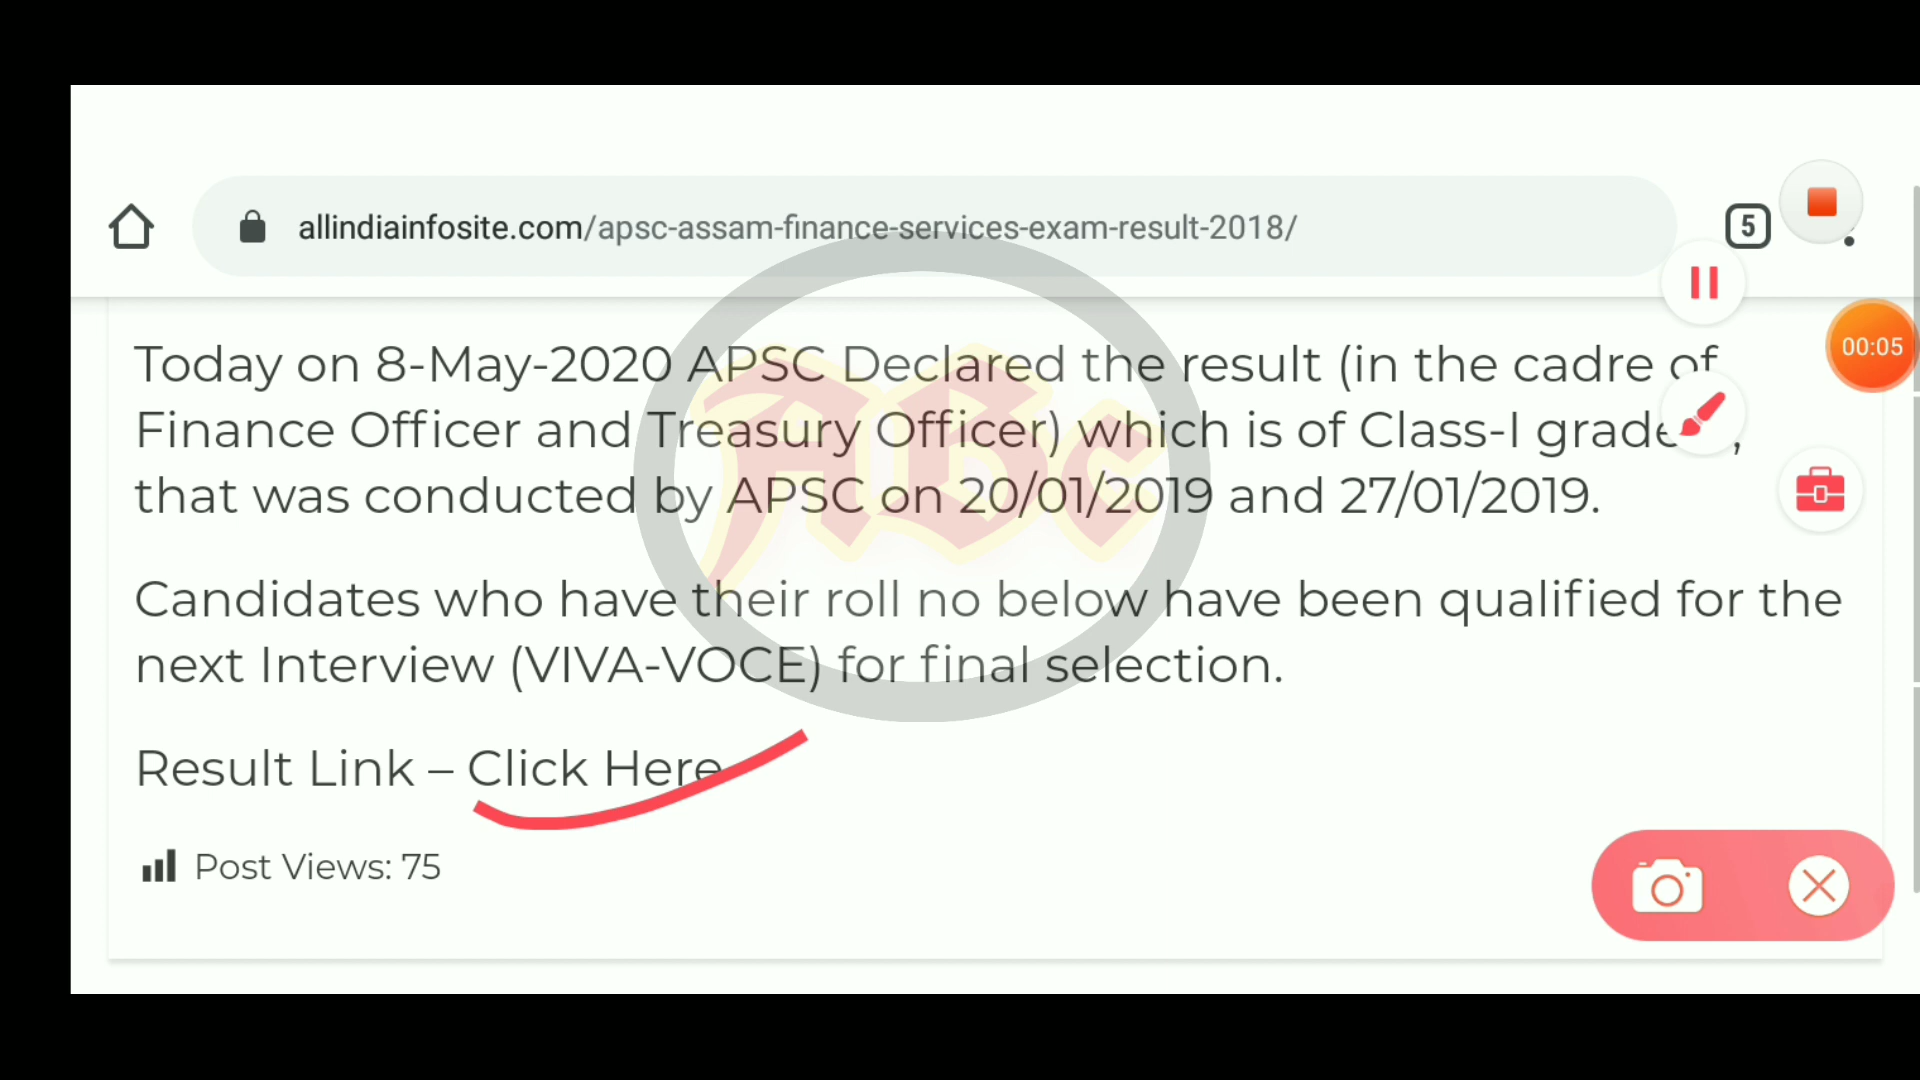 allindiainfosite.com/apsc-assam-finance-services-exam-result-2018/
5
00:05
Today on 8-May-2020 APSC Declared the result (in the cadre of
Finance Officer and Treasury Officer) which is of Class-I grade ,
that was conducted by APSC on 20/01/2019 and 27/01/2019.
ABc
Candidates who have their roll no below have been qualified for the
next Interview (VIVA-VOCE) for final selection.
Result Link – Click Here
Post Views: 75